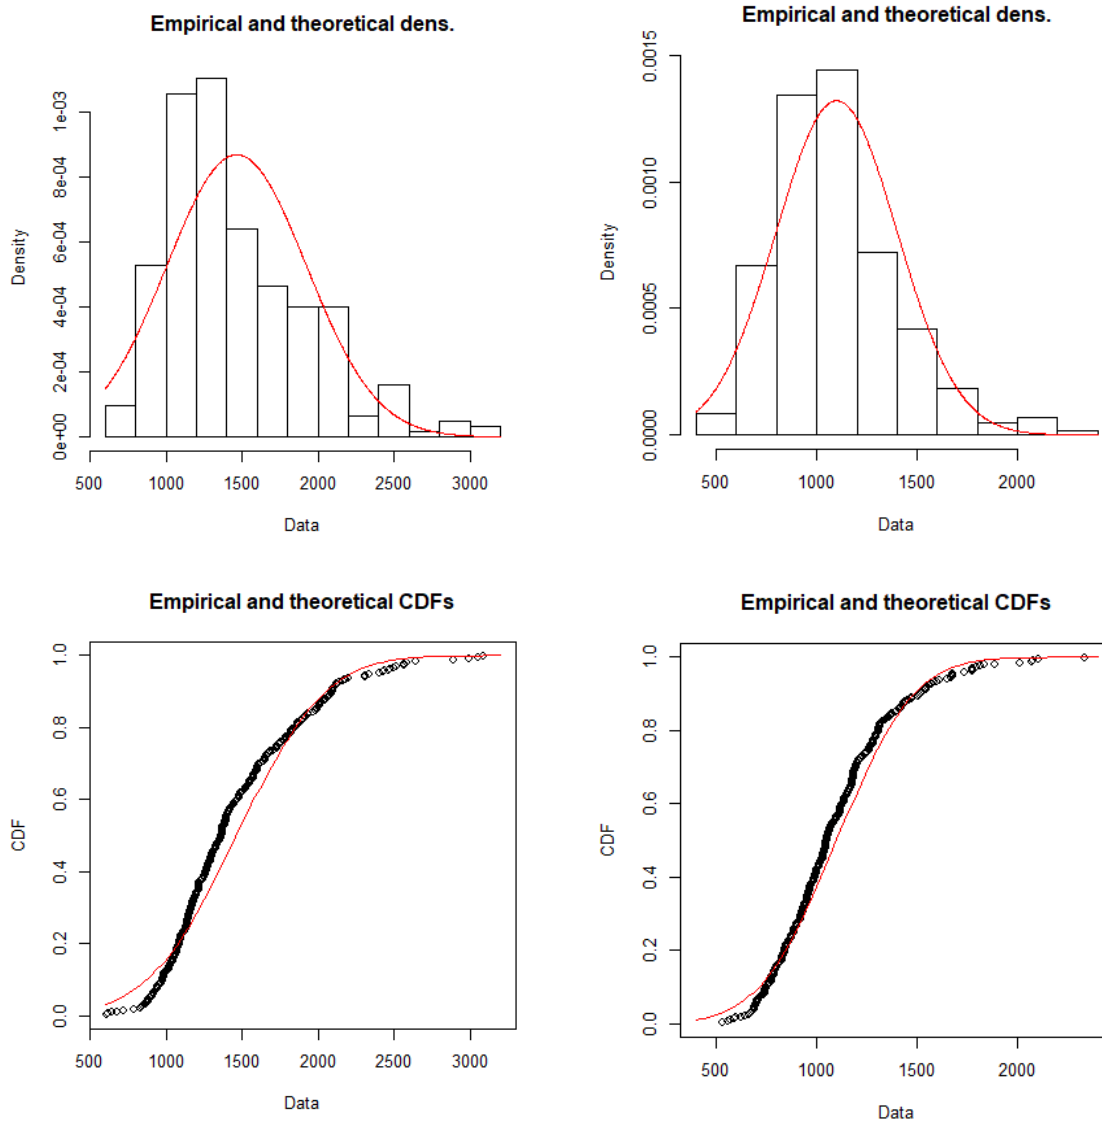 Empirical and theoretical dens.
Density
0e+00 2e-04 4e-04 6e-04 8e-04 1e-03
500 1000 1500 2000 2500 3000
Data
Empirical and theoretical dens.
Density
0.0000 0.0005 0.0010 0.0015
500 1000 1500 2000
Data
Empirical and theoretical CDFs
CDF
0.0 0.2 0.4 0.6 0.8 1.0
500 1000 1500 2000 2500 3000
Data
Empirical and theoretical CDFs
CDF
0.0 0.2 0.4 0.6 0.8 1.0
500 1000 1500 2000
Data